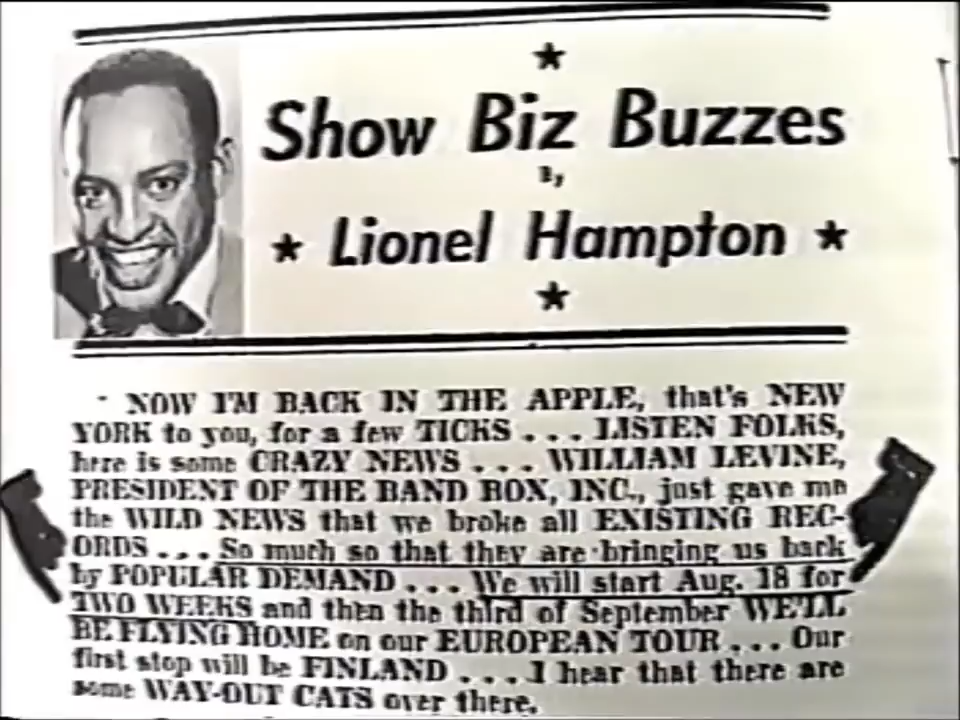 Show Biz Buzzes
By
Lionel Hampton
NOW I'M BACK IN THE APPLE, that's NEW
YORK to you, for a few TICKS . . . LISTEN FOLKS,
here is some CRAZY NEWS . . . WILLIAM LEVINE,
PRESIDENT OF THE BAND BOX, INC., just gave me
the WILD NEWS that we broke all EXISTING REC-
ORDS . . . So much so that they are bringing us back
by POPULAR DEMAND . . . We will start Aug. 18 for
TWO WEEKS and then the third of September WE'LL
BE FLYING HOME on our EUROPEAN TOUR . . . Our
first stop will be FINLAND . . . I hear that there are
some WAY-OUT CATS over there.